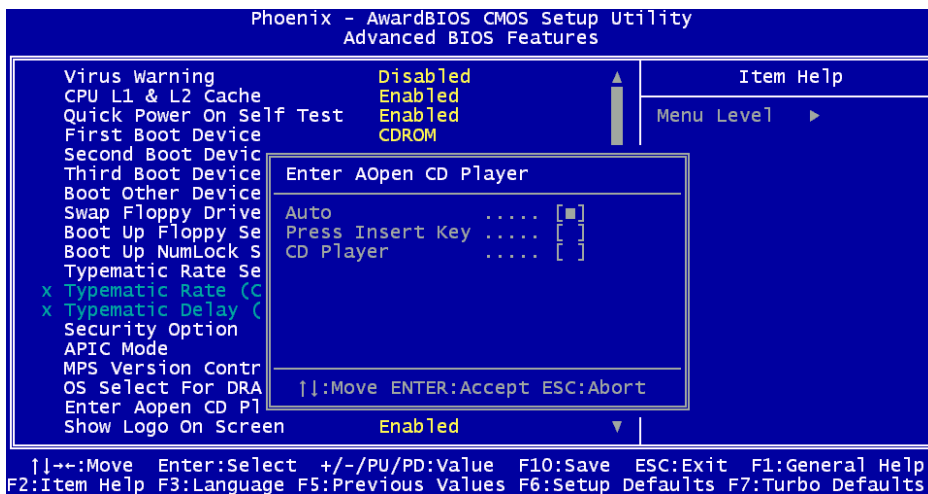 Phoenix - AwardBIOS CMOS Setup Utility
Advanced BIOS Features
Virus Warning Disabled
CPU L1 & L2 Cache Enabled
Quick Power On Self Test Enabled
First Boot Device CDROM
Second Boot Devic
Third Boot Device
Boot Other Device
Swap Floppy Drive
Boot Up Floppy Se
Boot Up NumLock S
Typematic Rate Se
x Typematic Rate (C
x Typematic Delay (
Security Option
APIC Mode
MPS Version Contr
OS Select For DRA
Enter Aopen CD Pl
Show Logo On Screen Enabled
Item Help
Menu Level ▶
Enter AOpen CD Player
Auto ..... [■]
Press Insert Key ..... [ ]
CD Player ..... [ ]
↑↓:Move ENTER:Accept ESC:Abort
↑↓→←:Move Enter:Select +/-/PU/PD:Value F10:Save ESC:Exit F1:General Help
F2:Item Help F3:Language F5:Previous Values F6:Setup Defaults F7:Turbo Defaults